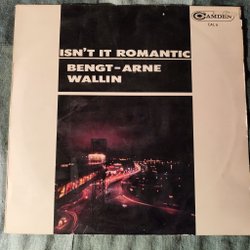 CAMDEN
ISN'T IT ROMANTIC
BENGT-ARNE
WALLIN